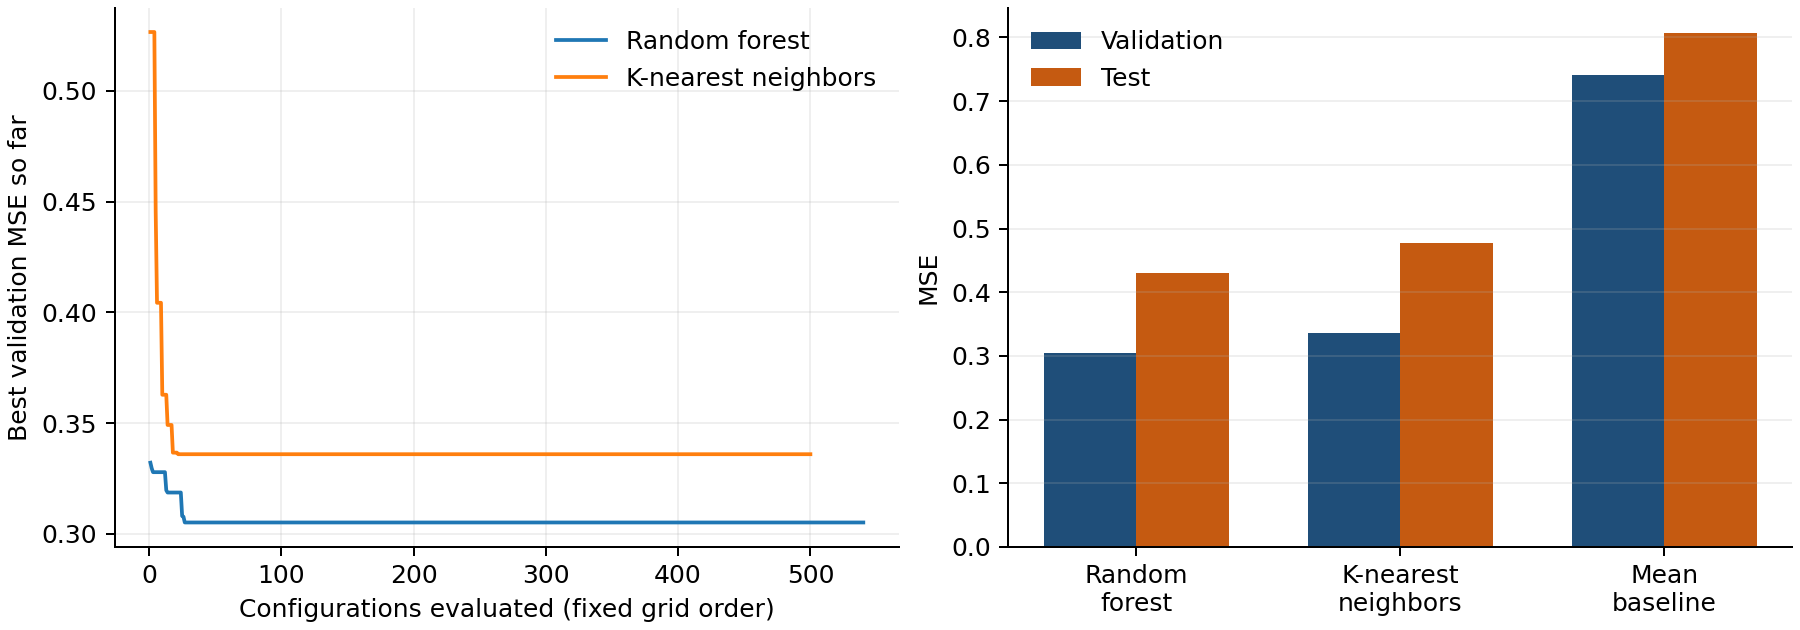 Random forest
K-nearest neighbors
Best validation MSE so far
0.50
0.45
0.40
0.35
0.30
0
100
200
300
400
500
Configurations evaluated (fixed grid order)
Validation
Test
MSE
0.8
0.7
0.6
0.5
0.4
0.3
0.2
0.1
0.0
Random
forest
K-nearest
neighbors
Mean
baseline